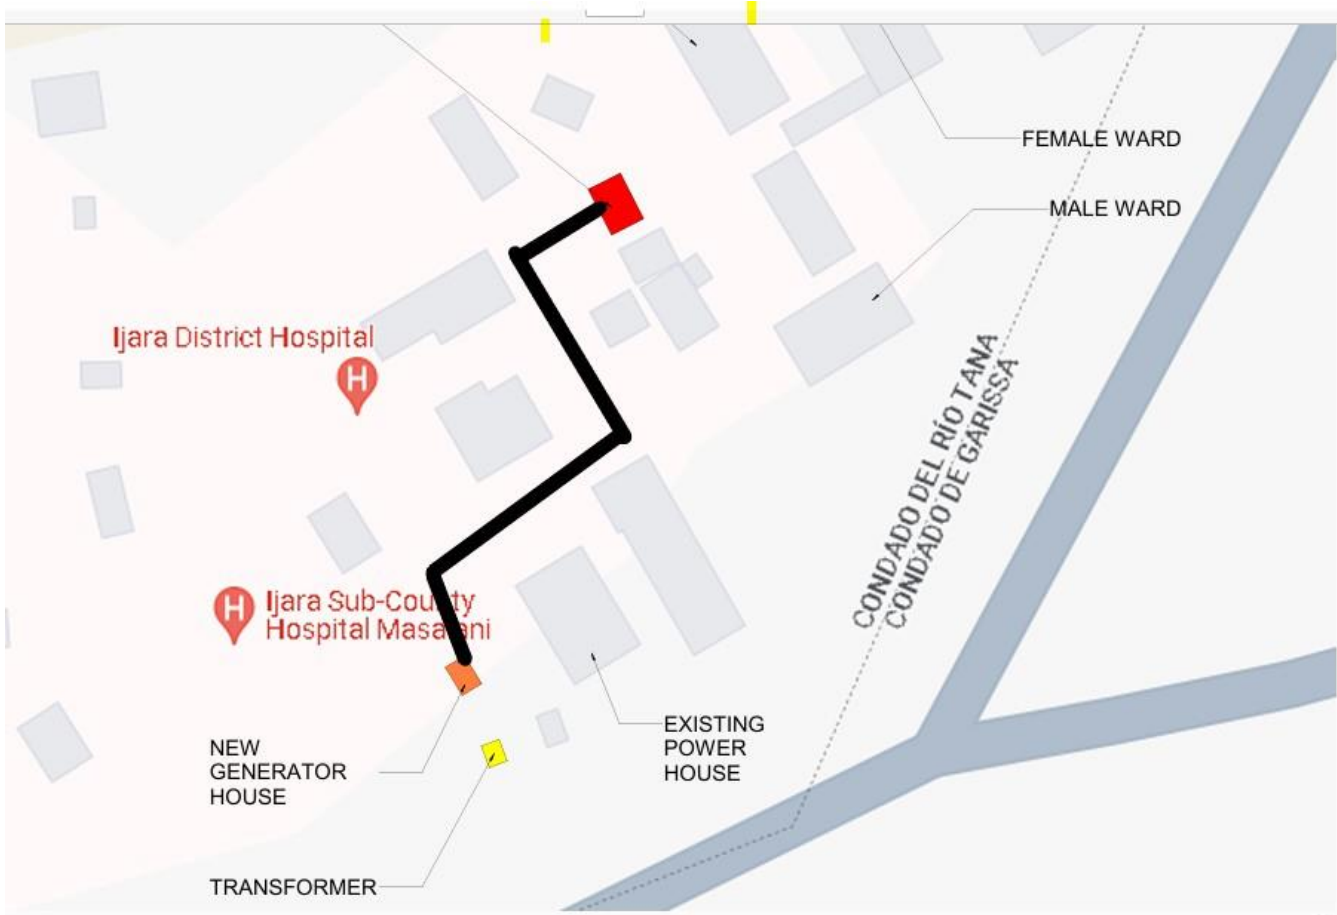 FEMALE WARD
MALE WARD
Ijara District Hospital
H
CONDADO DEL RÍO TANA
CONDADO DE GARISSA
H
Ijara Sub-County
Hospital Masalani
NEW
GENERATOR
HOUSE
EXISTING
POWER
HOUSE
TRANSFORMER